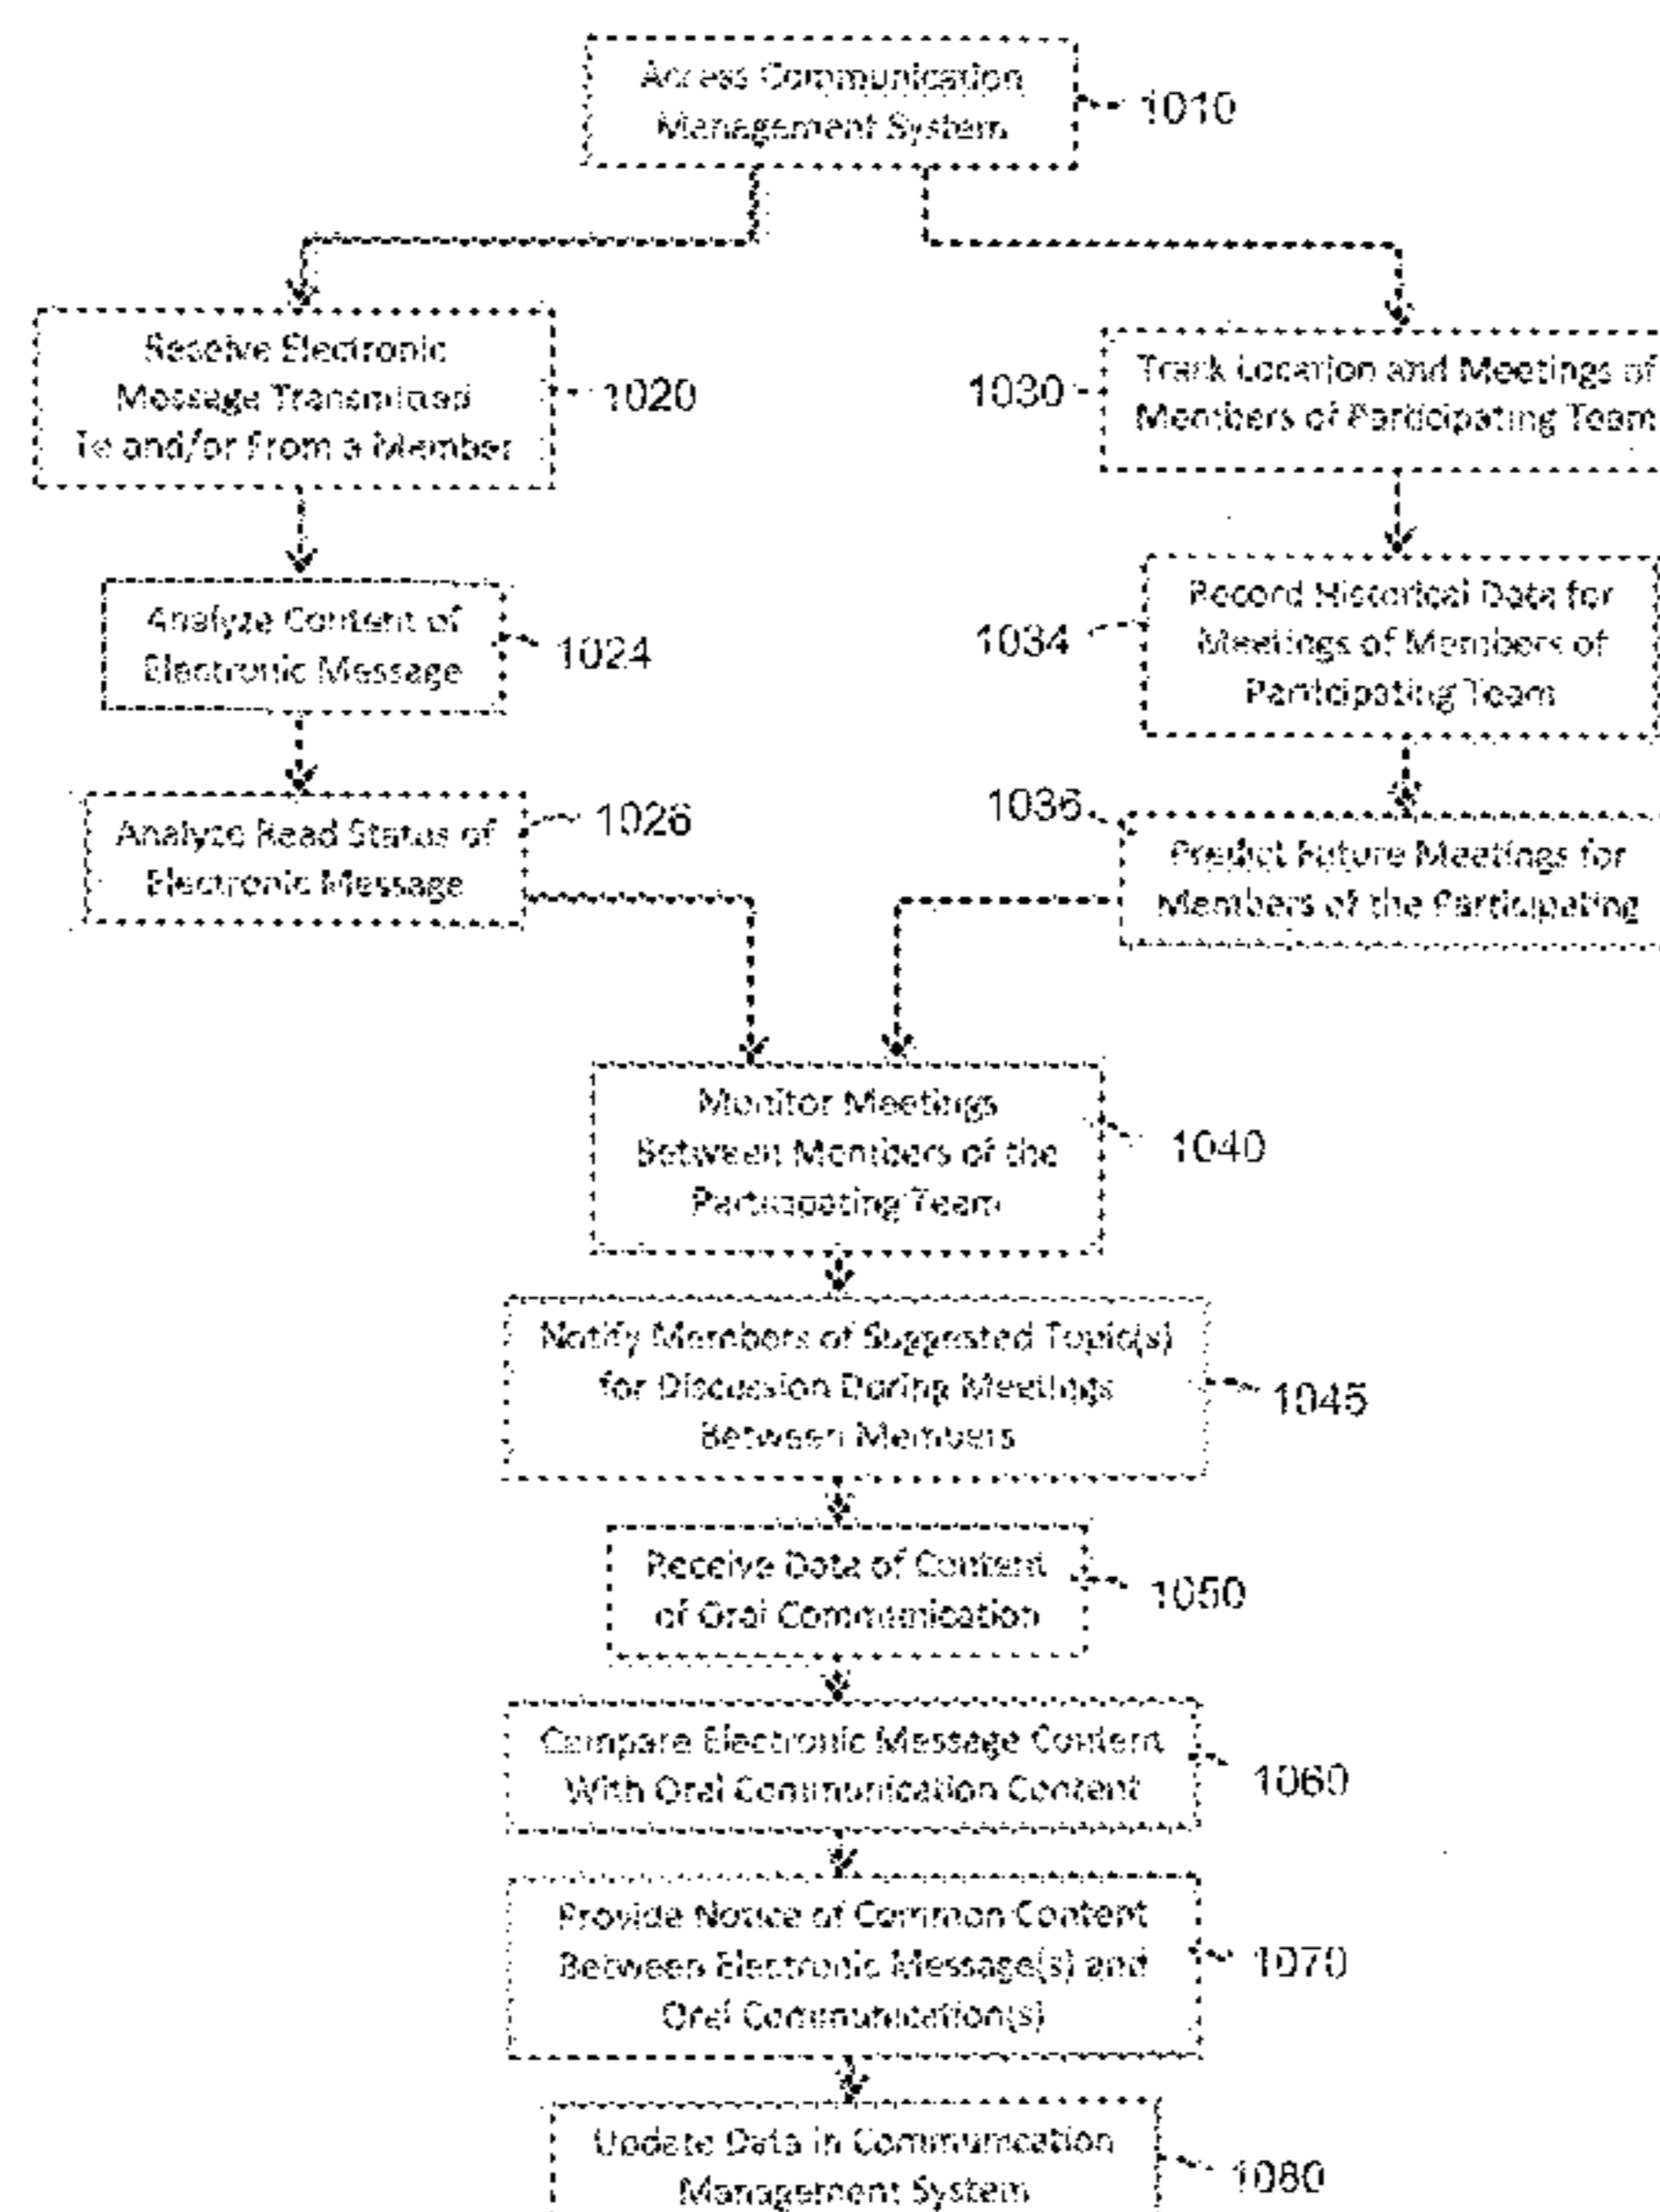 Access Communication
Management System
1010
Receive Electronic
Message Transmitted
To and/or From a Member
1020
Analyze Content of
Electronic Message
1024
Analyze Read Status of
Electronic Message
1026
1030
Track Location and Meetings of
Members of Participating Team
1034
Record Historical Data for
Meetings of Members of
Participating Team
1036
Predict Future Meetings for
Members of the Participating
Monitor Meetings
Between Members of the
Participating Team
1040
Notify Members of Suggested Topic(s)
for Discussion During Meetings
Between Members
1045
Receive Data of Content
of Oral Communication
1050
Compare Electronic Message Content
With Oral Communication Content
1060
Provide Notice of Common Content
Between Electronic Message(s) and
Oral Communication(s)
1070
Update Data in Communication
Management System
1080